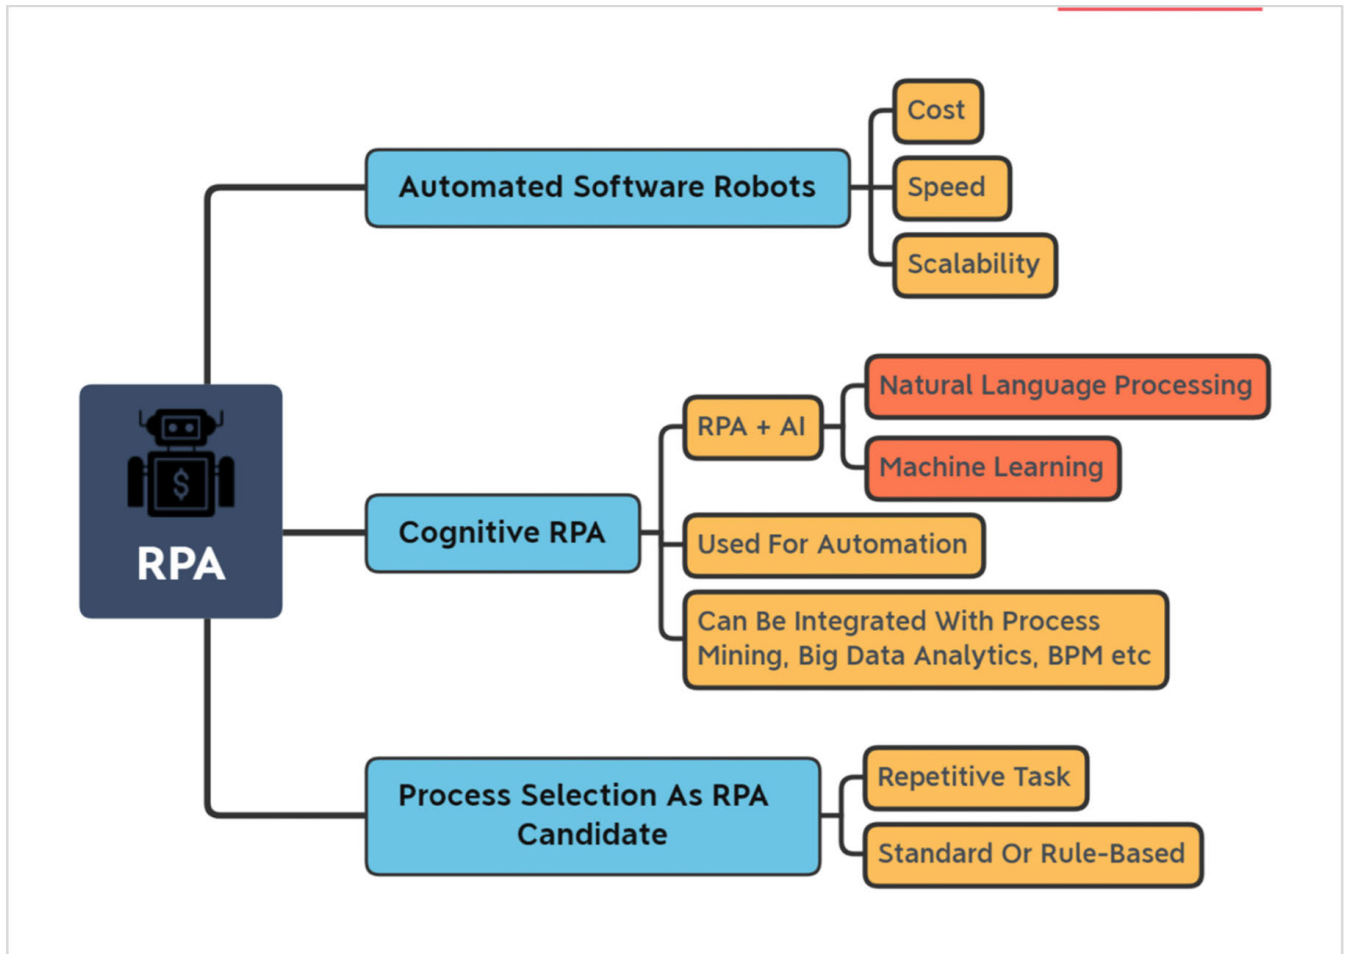 Cost
Automated Software Robots
Speed
Scalability
Natural Language Processing
RPA + AI
Machine Learning
$
RPA
Cognitive RPA
Used For Automation
Can Be Integrated With Process
Mining, Big Data Analytics, BPM etc
Process Selection As RPA
Candidate
Repetitive Task
Standard Or Rule-Based